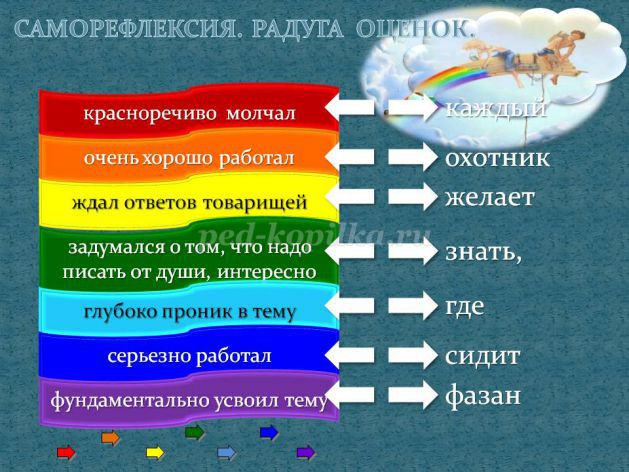 САМОРЕФЛЕКСИЯ. РАДУГА ОЦЕНОК.
красноречиво молчал каждый
очень хорошо работал охотник
ждал ответов товарищей желает
задумался о том, что надо
писать от души, интересно знать,
глубоко проник в тему где
серьезно работал сидит
фундаментально усвоил тему фазан
ped-kopilka.ru